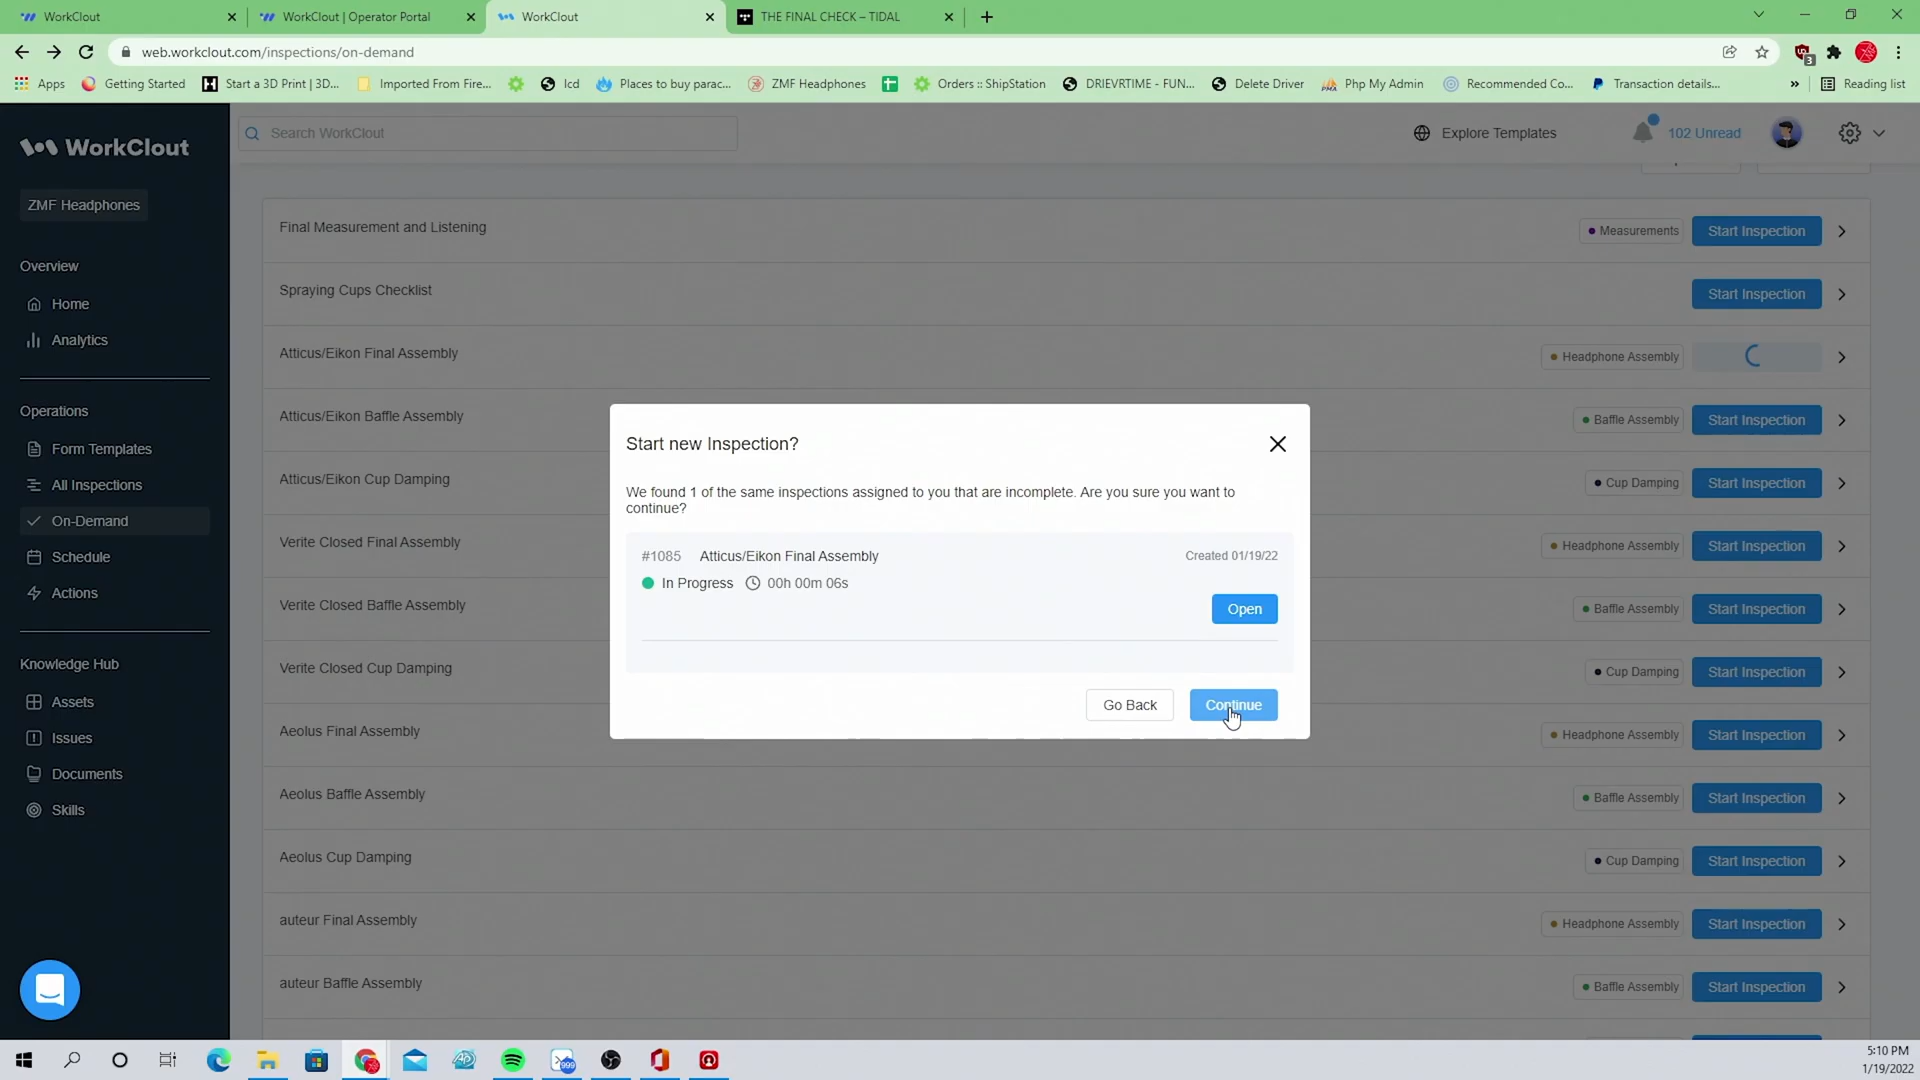 WorkClout
WorkClout | Operator Portal
WorkClout
THE FINAL CHECK – TIDAL
web.workclout.com/inspections/on-demand
3
Apps
Getting Started
Start a 3D Print | 3D...
Imported From Fire...
lcd
Places to buy parac...
ZMF Headphones
Orders :: ShipStation
DRIEVRTIME - FUN...
Delete Driver
Php My Admin
Recommended Co...
Transaction details...
»
Reading list
WorkClout
Search WorkClout
Explore Templates
102 Unread
ZMF Headphones
Overview
Home
Analytics
Operations
Form Templates
All Inspections
On-Demand
Schedule
Actions
Knowledge Hub
Assets
Issues
Documents
Skills
Final Measurement and Listening
Measurements
Start Inspection
Spraying Cups Checklist
Start Inspection
Atticus/Eikon Final Assembly
Headphone Assembly
Atticus/Eikon Baffle Assembly
Baffle Assembly
Start Inspection
Atticus/Eikon Cup Damping
Cup Damping
Start Inspection
Verite Closed Final Assembly
Headphone Assembly
Start Inspection
Verite Closed Baffle Assembly
Baffle Assembly
Start Inspection
Verite Closed Cup Damping
Cup Damping
Start Inspection
Aeolus Final Assembly
Headphone Assembly
Start Inspection
Aeolus Baffle Assembly
Baffle Assembly
Start Inspection
Aeolus Cup Damping
Cup Damping
Start Inspection
auteur Final Assembly
Headphone Assembly
Start Inspection
auteur Baffle Assembly
Baffle Assembly
Start Inspection
Start new Inspection?
We found 1 of the same inspections assigned to you that are incomplete. Are you sure you want to
continue?
#1085 Atticus/Eikon Final Assembly
Created 01/19/22
In Progress 00h 00m 06s
Open
Go Back
Continue
999
5:10 PM
1/19/2022